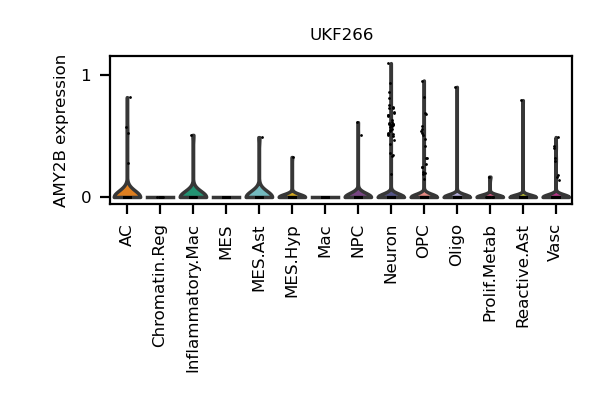 UKF266
AMY2B expression
1
0
AC
Chromatin.Reg
Inflammatory.Mac
MES
MES.Ast
MES.Hyp
Mac
NPC
Neuron
OPC
Oligo
Prolif.Metab
Reactive.Ast
Vasc